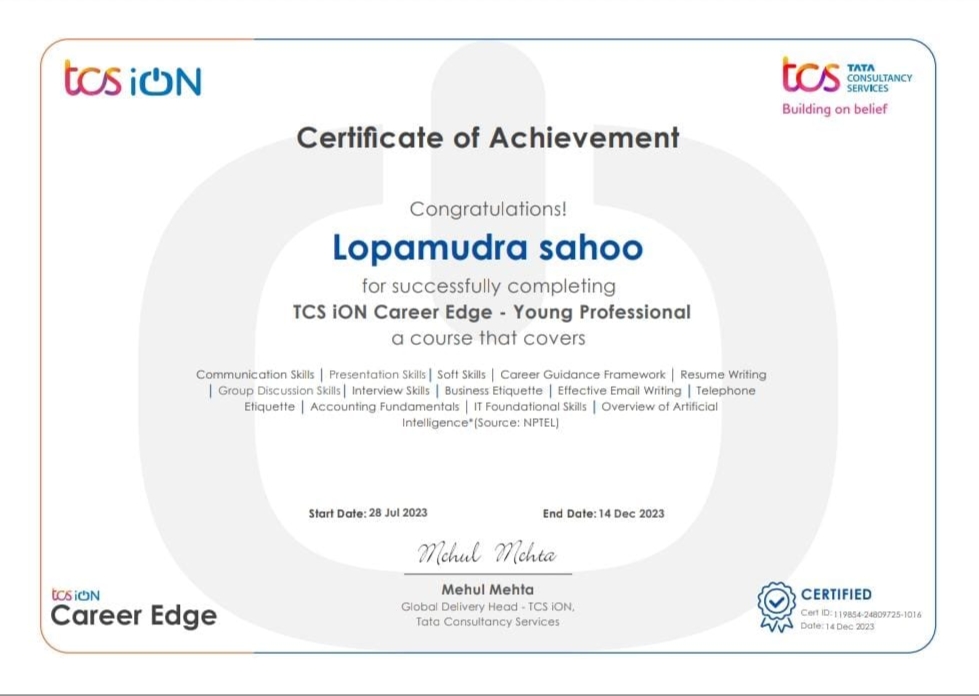 tcs iON
tcs TATA
CONSULTANCY
SERVICES
Building on belief
Certificate of Achievement
Congratulations!
Lopamudra sahoo
for successfully completing
TCS iON Career Edge - Young Professional
a course that covers
Communication Skills | Presentation Skills | Soft Skills | Career Guidance Framework | Resume Writing
| Group Discussion Skills | Interview Skills | Business Etiquette | Effective Email Writing | Telephone
Etiquette | Accounting Fundamentals | IT Foundational Skills | Overview of Artificial
Intelligence*(Source: NPTEL)
Start Date: 28 Jul 2023 End Date: 14 Dec 2023
Mehul Mehta
Mehul Mehta
Global Delivery Head - TCS iON,
Tata Consultancy Services
tcs iON
Career Edge
CERTIFIED
Cert ID: 119854-24809725-1016
Date: 14 Dec 2023